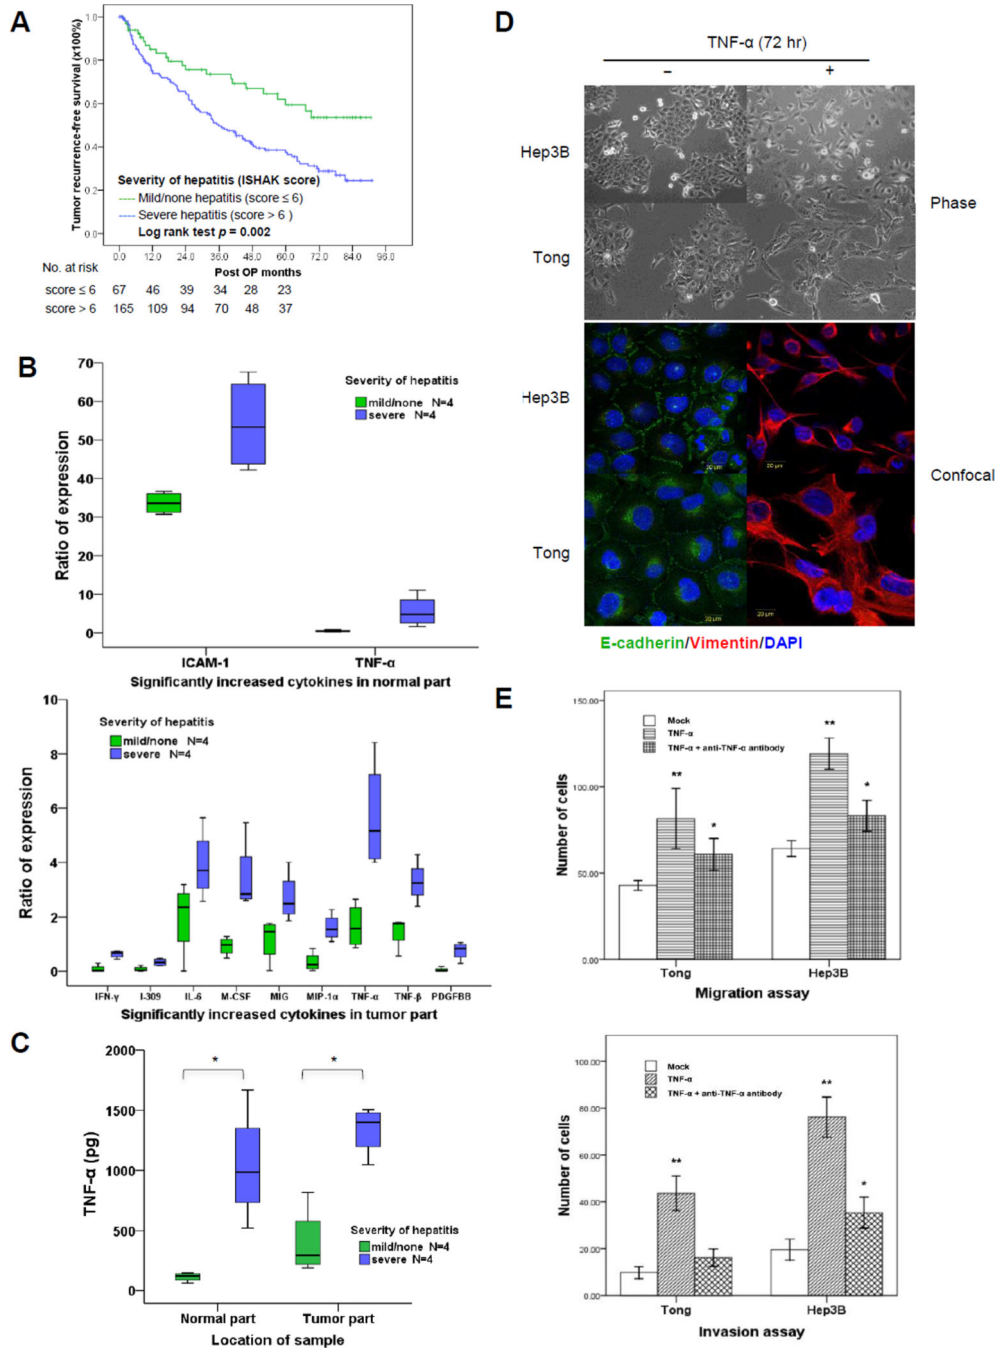 A
Tumor recurrence-free survival (x100%)
1.0
0.8
0.6
0.4
0.2
0.0
Severity of hepatitis (ISHAK score)
Mild/none hepatitis (score ≤ 6)
Severe hepatitis (score > 6 )
Log rank test p = 0.002
0.0 12.0 24.0 36.0 48.0 60.0 72.0 84.0 96.0
Post OP months
No. at risk
score ≤ 6 67 46 39 34 28 23
score > 6 165 109 94 70 48 37
B
Ratio of expression
70
60
50
40
30
20
10
0
Severity of hepatitis
mild/none N=4
severe N=4
ICAM-1 TNF-α
Significantly increased cytokines in normal part
Ratio of expression
10
8
6
4
2
0
Severity of hepatitis
mild/none N=4
severe N=4
IFN-γ I-309 IL-6 M-CSF MIG MIP-1α TNF-α TNF-β PDGFBB
Significantly increased cytokines in tumor part
C
TNF-α (pg)
2000
1500
1000
500
0
* *
Severity of hepatitis
mild/none N=4
severe N=4
Normal part Tumor part
Location of sample
D
TNF-α (72 hr)
– +
Hep3B
Phase
Tong
Hep3B
20 μm 20 μm
Confocal
Tong
20 μm 20 μm
E-cadherin/Vimentin/DAPI
E
Number of cells
150.00
100.00
50.00
0.00
Mock
TNF-α
TNF-α + anti-TNF-α antibody
** * ** *
Tong Hep3B
Migration assay
Number of cells
100.00
80.00
60.00
40.00
20.00
0.00
Mock
TNF-α
TNF-α + anti-TNF-α antibody
** ** *
Tong Hep3B
Invasion assay